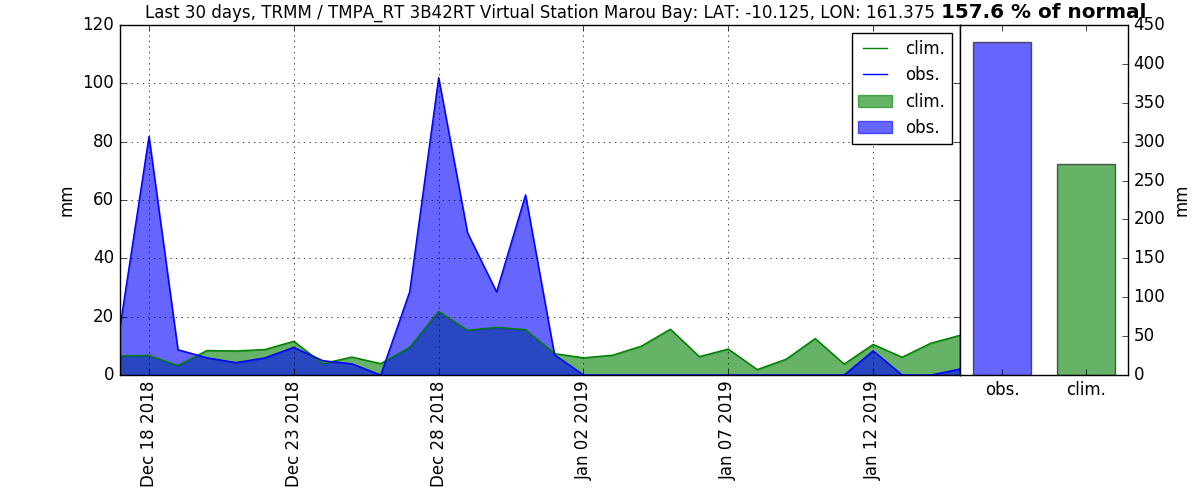 Last 30 days, TRMM / TMPA_RT 3B42RT Virtual Station Marou Bay: LAT: -10.125, LON: 161.375 157.6 % of normal
120
100
80
60
40
20
0
mm
Dec 18 2018
Dec 23 2018
Dec 28 2018
Jan 02 2019
Jan 07 2019
Jan 12 2019
clim.
obs.
clim.
obs.
450
400
350
300
250
200
150
100
50
0
mm
obs.
clim.